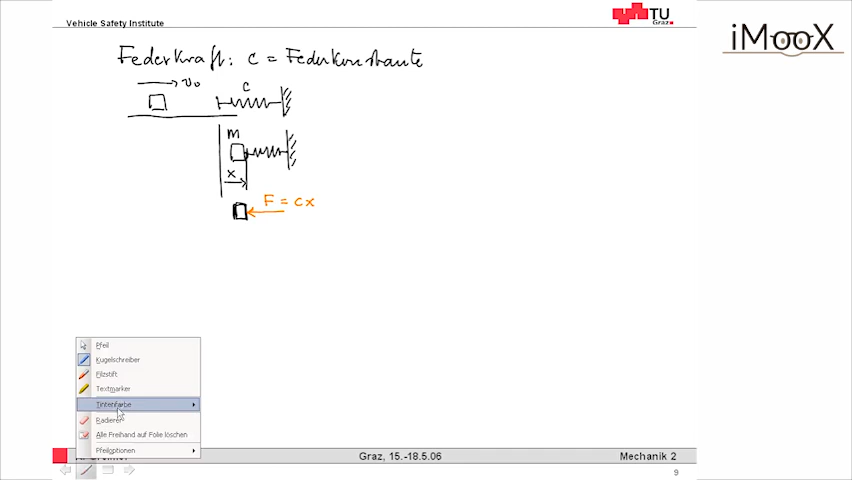 Vehicle Safety Institute
TU Graz
iMooX
Federkraft: c = Federkonstante
v₀
c
m
x
F = cx
Pfeil
Kugelschreiber
Filzstift
Textmarker
Tintenfarbe
Radierer
Alle Freihand auf Folie löschen
Pfeiloptionen
Graz, 15.-18.5.06
Mechanik 2
9